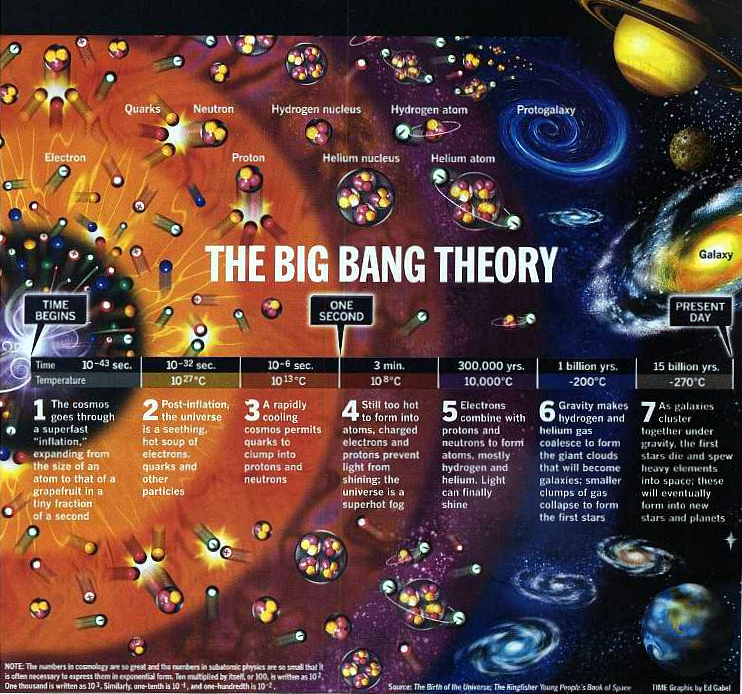 Quarks Neutron Hydrogen nucleus Hydrogen atom Protogalaxy
Electron Proton Helium nucleus Helium atom
Galaxy
THE BIG BANG THEORY
TIME
BEGINS
ONE
SECOND
PRESENT
DAY
Time 10-43 sec. 10-32 sec. 10-6 sec. 3 min. 300,000 yrs. 1 billion yrs. 15 billion yrs.
Temperature 1027°C 1013°C 108°C 10,000°C -200°C -270°C
1 The cosmos
goes through
a superfast
"inflation,"
expanding from
the size of an
atom to that of a
grapefruit in a
tiny fraction
of a second
2 Post-inflation,
the universe
is a seething,
hot soup of
electrons,
quarks and
other
particles
3 A rapidly
cooling
cosmos permits
quarks to
clump into
protons and
neutrons
4 Still too hot
to form into
atoms, charged
electrons and
protons prevent
light from
shining; the
universe is a
superhot fog
5 Electrons
combine with
protons and
neutrons to form
atoms, mostly
hydrogen and
helium. Light
can finally
shine
6 Gravity makes
hydrogen and
helium gas
coalesce to form
the giant clouds
that will become
galaxies; smaller
clumps of gas
collapse to form
the first stars
7 As galaxies
cluster
together under
gravity, the first
stars die and spew
heavy elements
into space; these
will eventually
form into new
stars and planets
NOTE: The numbers in cosmology are so great and the numbers in subatomic physics are so small that it
is often necessary to express them in exponential form. Ten multiplied by itself, or 100, is written as 10².
One thousand is written as 10³. Similarly, one-tenth is 10-1, and one-hundredth is 10-2.
Source: The Birth of the Universe; The Kingfisher Young People's Book of Space
TIME Graphic by Ed Gabel